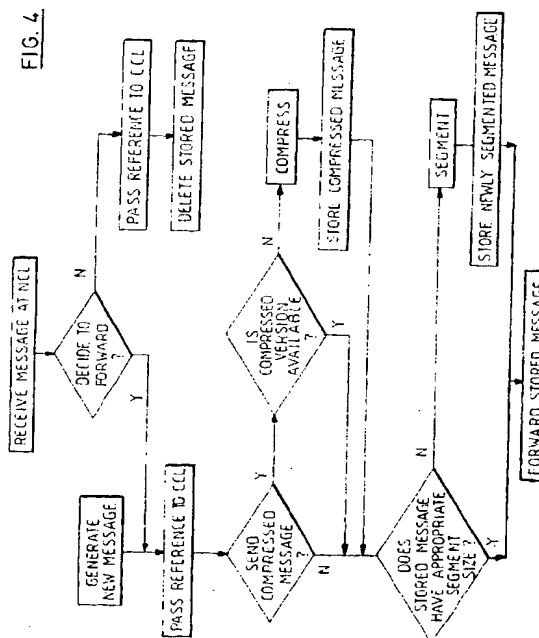 FIG. 4
RECEIVE MESSAGE AT NCL
DECIDE TO
FORWARD
?
N
Y
PASS REFERENCE TO CCL
DELETE STORED MESSAGE
GENERATE
NEW MESSAGE
PASS REFERENCE TO CCL
SEND
COMPRESSED
MESSAGE
?
Y
N
IS
COMPRESSED
VERSION
AVAILABLE
?
N
Y
COMPRESS
STORE COMPRESSED MESSAGE
DOES
STORED MESSAGE
HAVE APPROPRIATE
SEGMENT
SIZE ?
N
Y
SEGMENT
STORE NEWLY SEGMENTED MESSAGE
FORWARD STORED MESSAGE